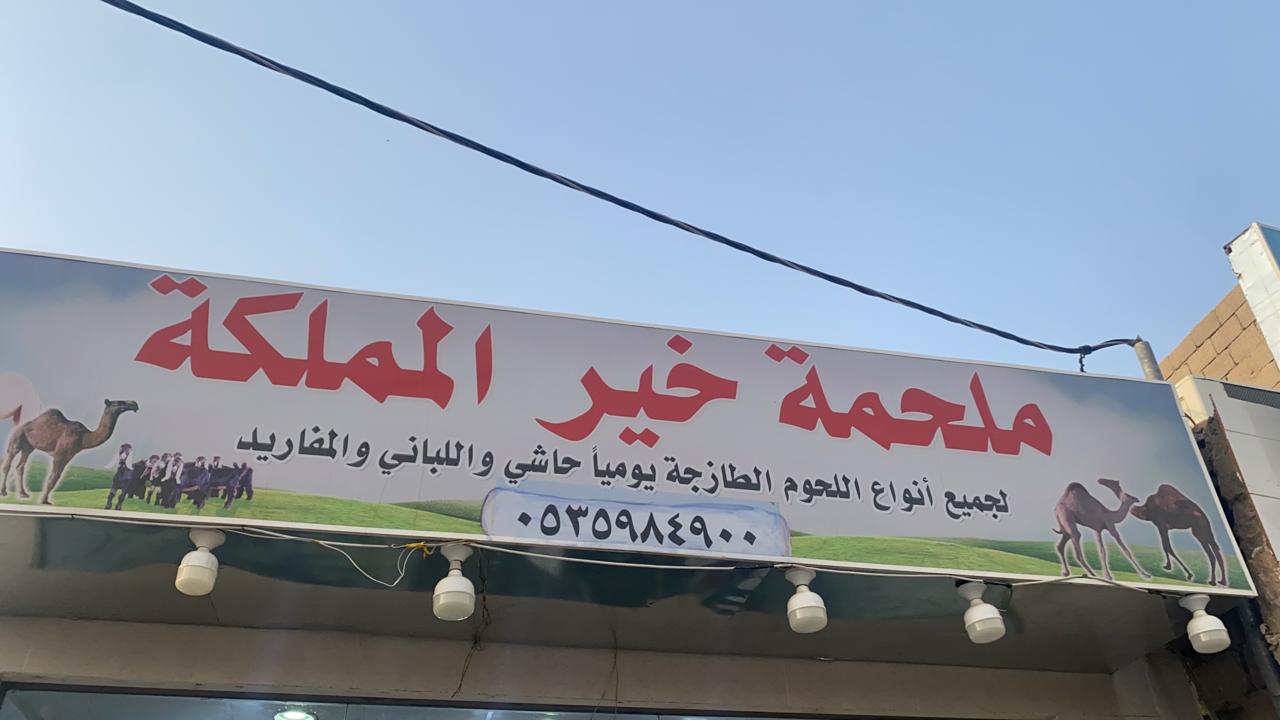 ملحمة خير المملكة
لجميع أنواع اللحوم الطازجة يومياً حاشي واللباني والمفاريد
٠٥٣٥٩٨٤٩٠٠